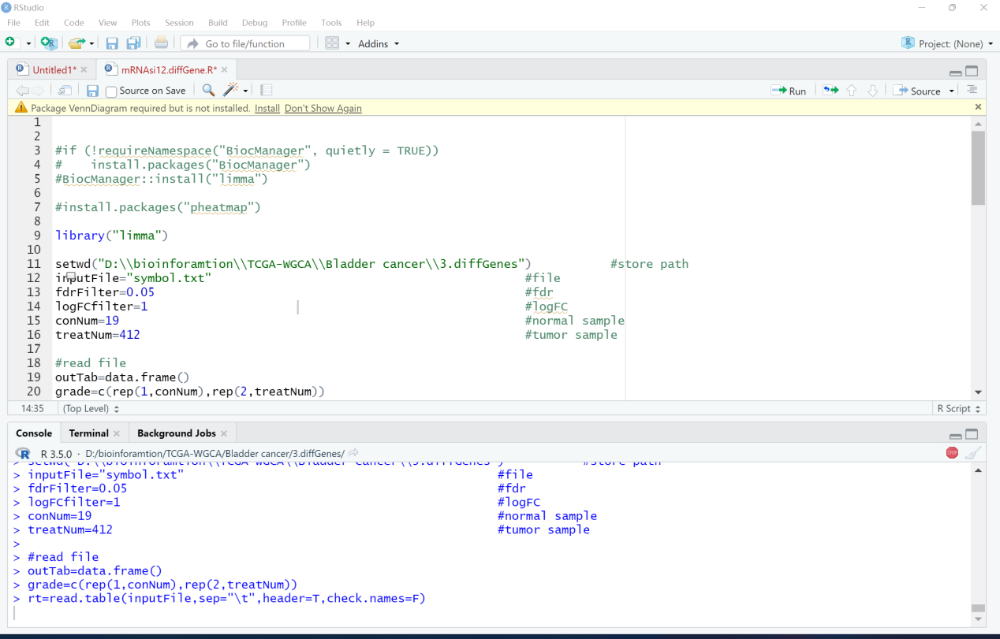 RStudio
File Edit Code View Plots Session Build Debug Profile Tools Help
Go to file/function Addins Project: (None)
Untitled1* mRNAsi12.diffGene.R*
Source on Save Run Source
Package VennDiagram required but is not installed. Install Don't Show Again
1
2
3 #if (!requireNamespace("BiocManager", quietly = TRUE))
4 #    install.packages("BiocManager")
5 #BiocManager::install("limma")
6
7 #install.packages("pheatmap")
8
9 library("limma")
10
11 setwd("D:\\bioinforamtion\\TCGA-WGCA\\Bladder cancer\\3.diffGenes") #store path
12 inputFile="symbol.txt" #file
13 fdrFilter=0.05 #fdr
14 logFCfilter=1 #logFC
15 conNum=19 #normal sample
16 treatNum=412 #tumor sample
17
18 #read file
19 outTab=data.frame()
20 grade=c(rep(1,conNum),rep(2,treatNum))
14:35 (Top Level) R Script
Console Terminal Background Jobs
R 3.5.0 · D:/bioinforamtion/TCGA-WGCA/Bladder cancer/3.diffGenes/
STOP
> setwd("D:\\bioinforamtion\\TCGA-WGCA\\Bladder cancer\\3.diffGenes") #store path
> inputFile="symbol.txt" #file
> fdrFilter=0.05 #fdr
> logFCfilter=1 #logFC
> conNum=19 #normal sample
> treatNum=412 #tumor sample
>
> #read file
> outTab=data.frame()
> grade=c(rep(1,conNum),rep(2,treatNum))
> rt=read.table(inputFile,sep="\t",header=T,check.names=F)